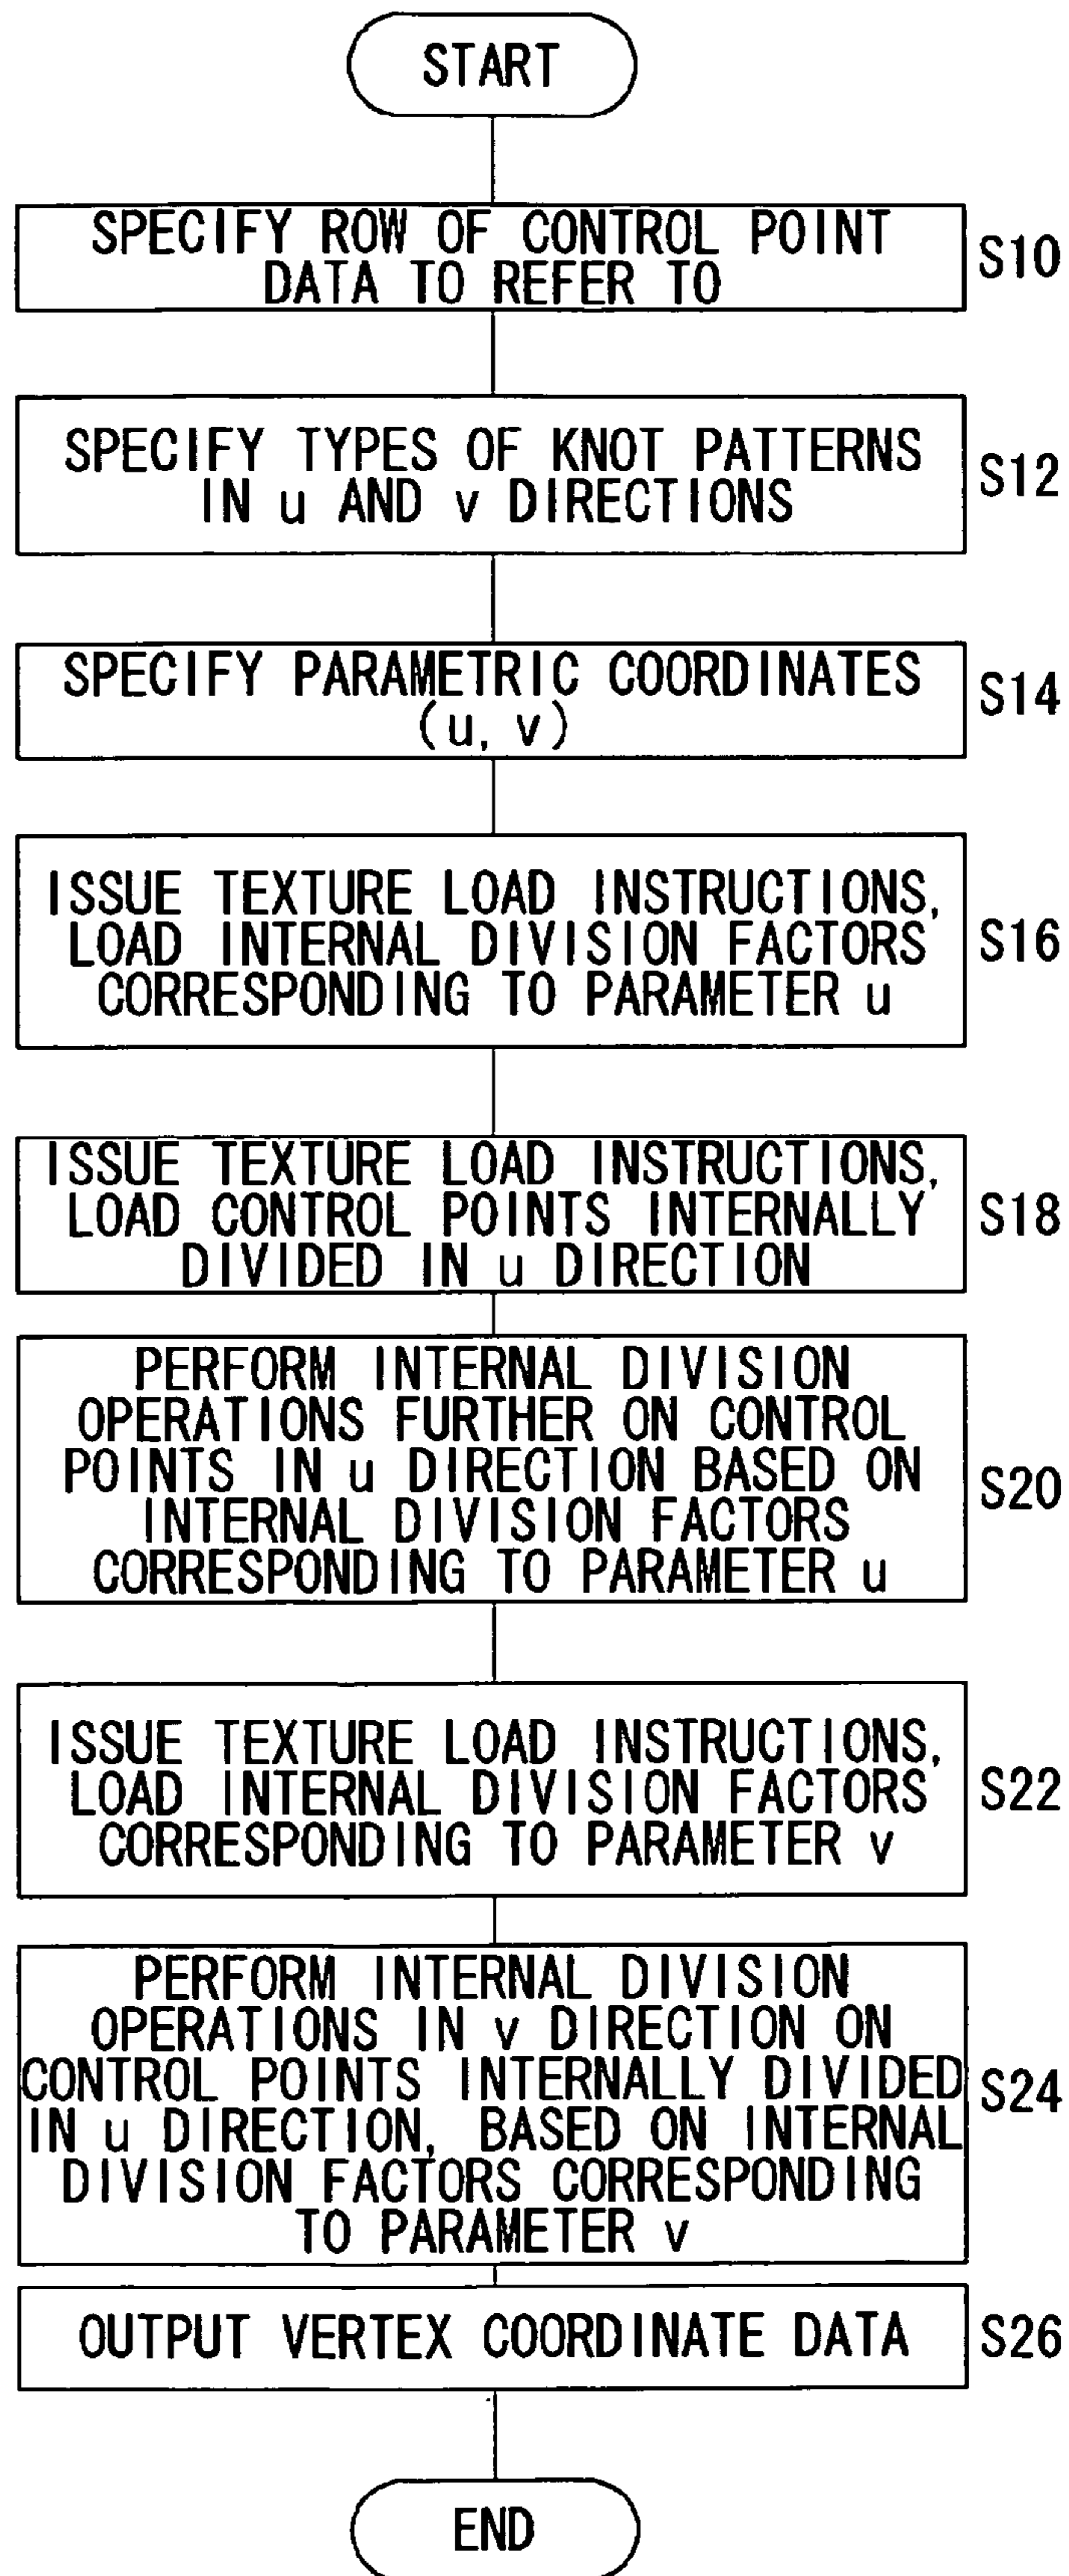 START
SPECIFY ROW OF CONTROL POINT
DATA TO REFER TO
S10
SPECIFY TYPES OF KNOT PATTERNS
IN u AND v DIRECTIONS
S12
SPECIFY PARAMETRIC COORDINATES
(u, v)
S14
ISSUE TEXTURE LOAD INSTRUCTIONS,
LOAD INTERNAL DIVISION FACTORS
CORRESPONDING TO PARAMETER u
S16
ISSUE TEXTURE LOAD INSTRUCTIONS,
LOAD CONTROL POINTS INTERNALLY
DIVIDED IN u DIRECTION
S18
PERFORM INTERNAL DIVISION
OPERATIONS FURTHER ON CONTROL
POINTS IN u DIRECTION BASED ON
INTERNAL DIVISION FACTORS
CORRESPONDING TO PARAMETER u
S20
ISSUE TEXTURE LOAD INSTRUCTIONS,
LOAD INTERNAL DIVISION FACTORS
CORRESPONDING TO PARAMETER v
S22
PERFORM INTERNAL DIVISION
OPERATIONS IN v DIRECTION ON
CONTROL POINTS INTERNALLY DIVIDED
IN u DIRECTION, BASED ON INTERNAL
DIVISION FACTORS CORRESPONDING
TO PARAMETER v
S24
OUTPUT VERTEX COORDINATE DATA
S26
END